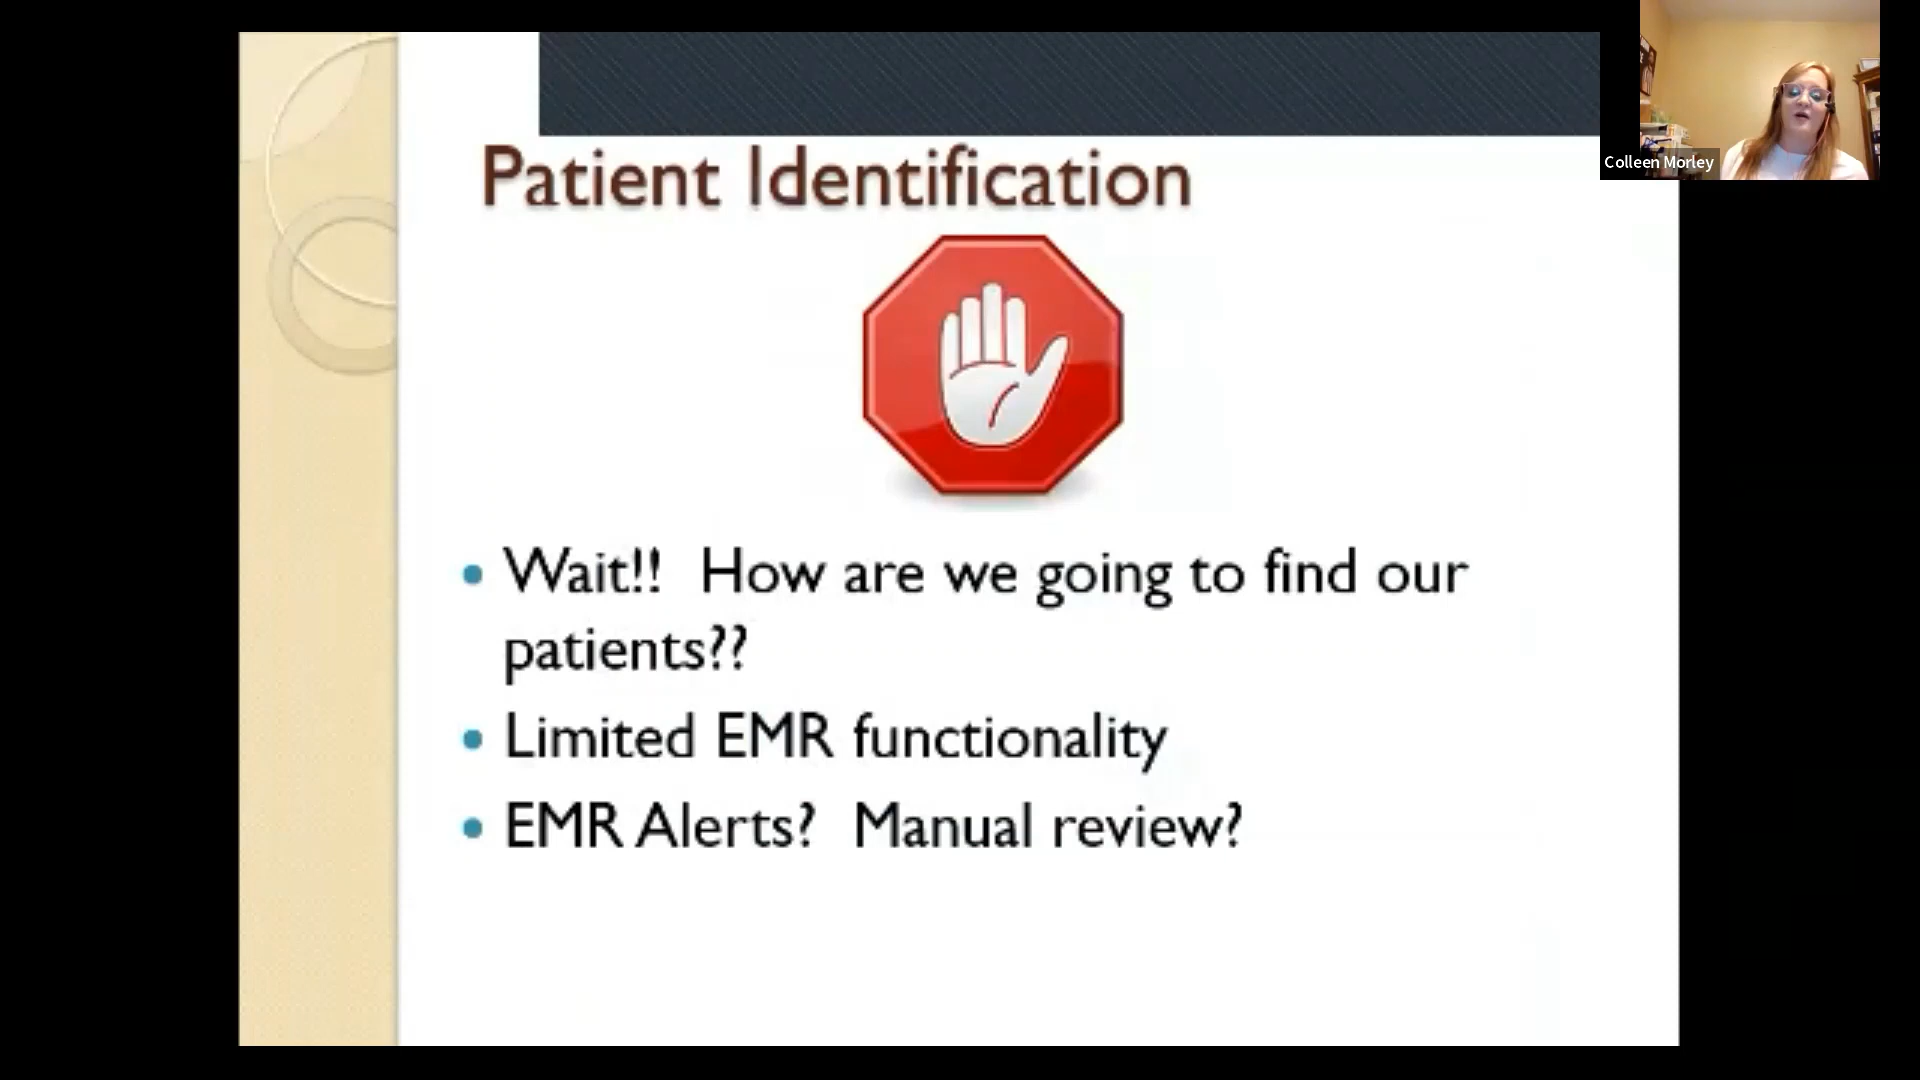 Patient Identification
Colleen Morley
• Wait!!  How are we going to find our
patients??
• Limited EMR functionality
• EMR Alerts?  Manual review?